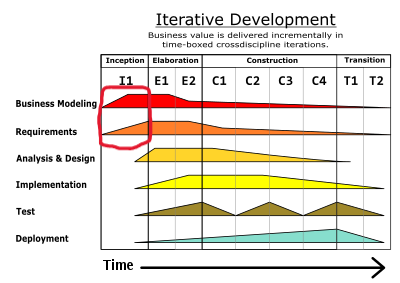 Iterative Development
Business value is delivered incrementally in
time-boxed crossdiscipline iterations.
Inception Elaboration Construction Transition
I1 E1 E2 C1 C2 C3 C4 T1 T2
Business Modeling
Requirements
Analysis & Design
Implementation
Test
Deployment
Time